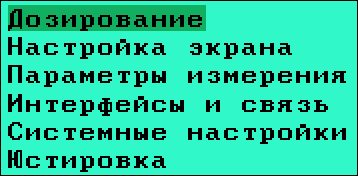 Дозирование
Настройка экрана
Параметры измерения
Интерфейсы и связь
Системные настройки
Юстировка